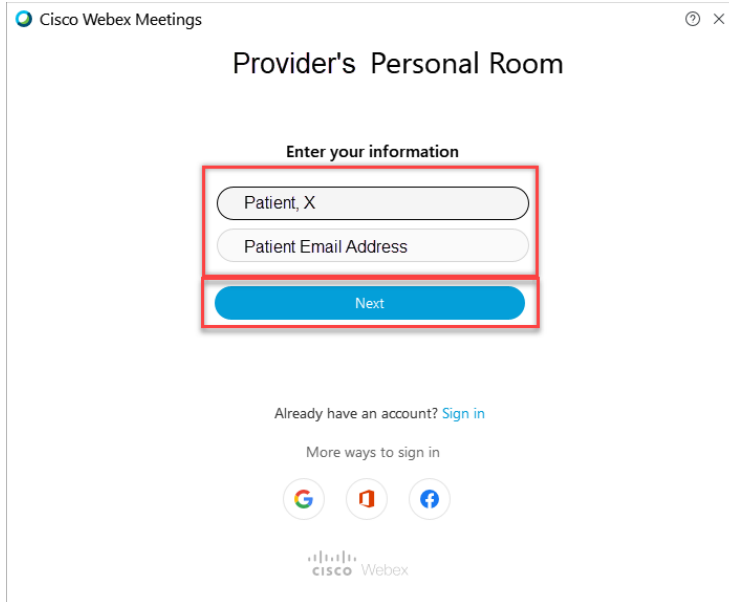 Cisco Webex Meetings
Provider's Personal Room
Enter your information
Patient, X
Patient Email Address
Next
Already have an account? Sign in
More ways to sign in
CISCO Webex